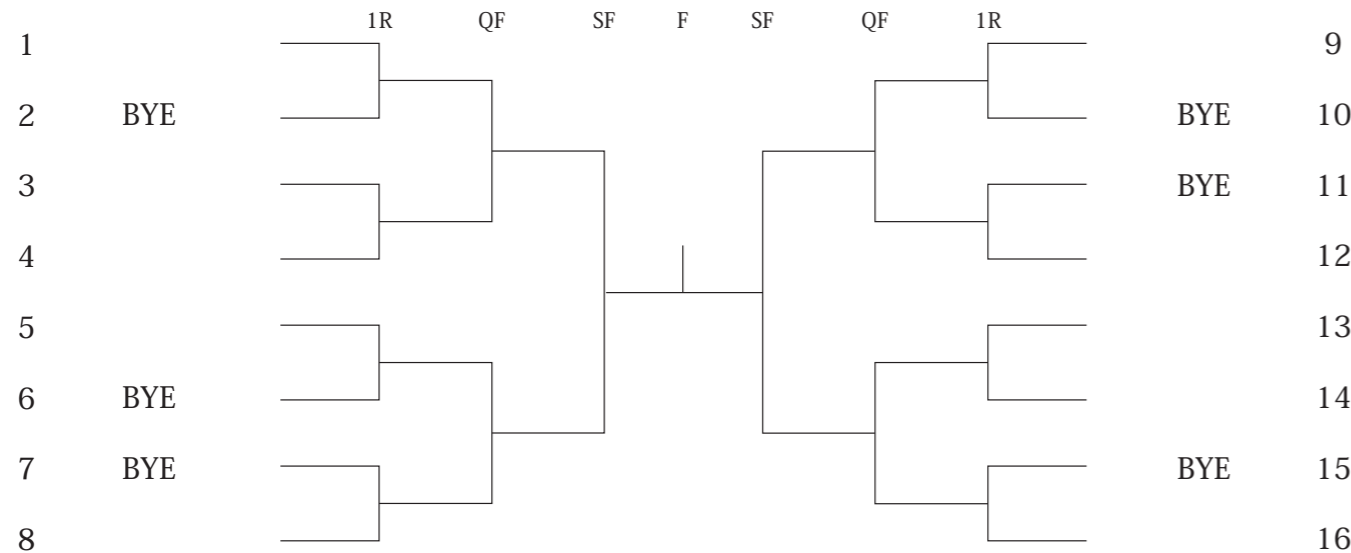 1R QF SF F SF QF 1R
1 9
2 BYE BYE 10
3 BYE 11
4 12
5 13
6 BYE 14
7 BYE BYE 15
8 16